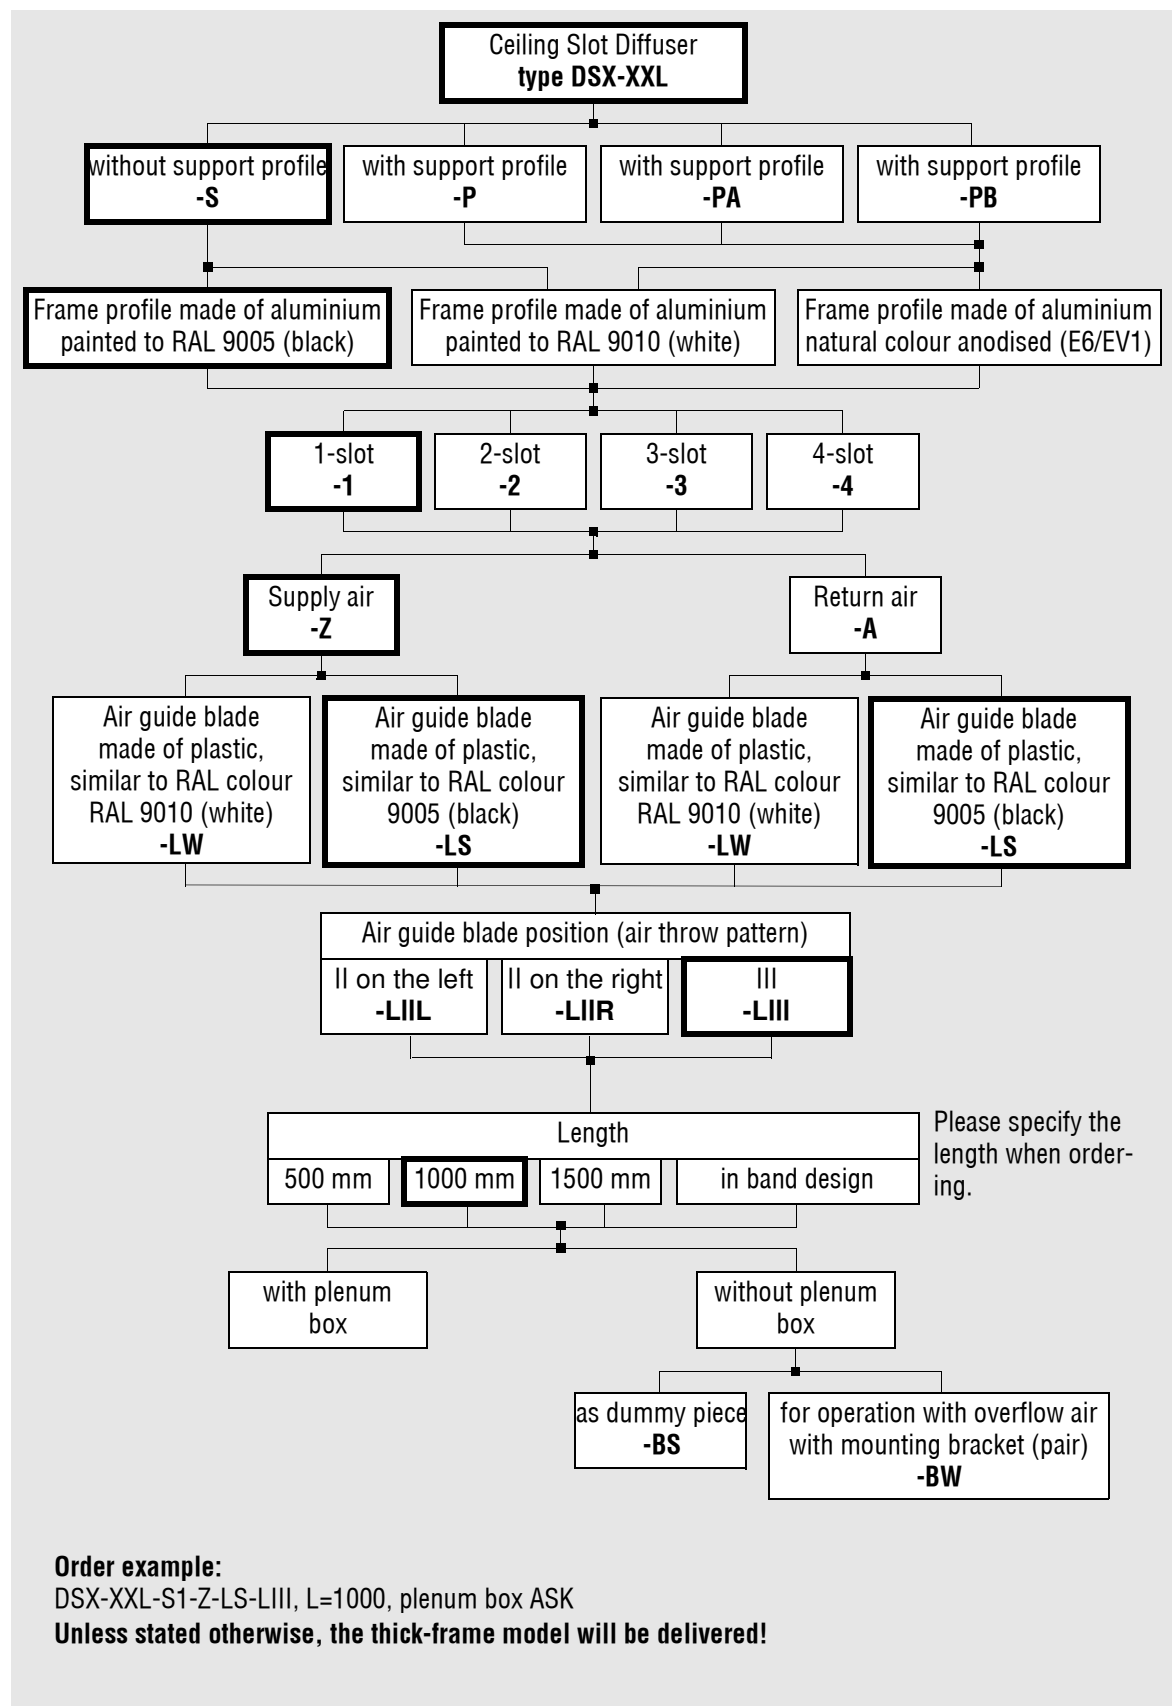 Ceiling Slot Diffuser
type DSX-XXL
without support profile
-S
with support profile
-P
with support profile
-PA
with support profile
-PB
Frame profile made of aluminium
painted to RAL 9005 (black)
Frame profile made of aluminium
painted to RAL 9010 (white)
Frame profile made of aluminium
natural colour anodised (E6/EV1)
1-slot
-1
2-slot
-2
3-slot
-3
4-slot
-4
Supply air
-Z
Return air
-A
Air guide blade
made of plastic,
similar to RAL colour
RAL 9010 (white)
-LW
Air guide blade
made of plastic,
similar to RAL colour
9005 (black)
-LS
Air guide blade
made of plastic,
similar to RAL colour
RAL 9010 (white)
-LW
Air guide blade
made of plastic,
similar to RAL colour
9005 (black)
-LS
Air guide blade position (air throw pattern)
II on the left
-LIIL
II on the right
-LIIR
III
-LIII
Length
500 mm
1000 mm
1500 mm
in band design
Please specify the
length when order-
ing.
with plenum
box
without plenum
box
as dummy piece
-BS
for operation with overflow air
with mounting bracket (pair)
-BW
Order example:
DSX-XXL-S1-Z-LS-LIII, L=1000, plenum box ASK
Unless stated otherwise, the thick-frame model will be delivered!